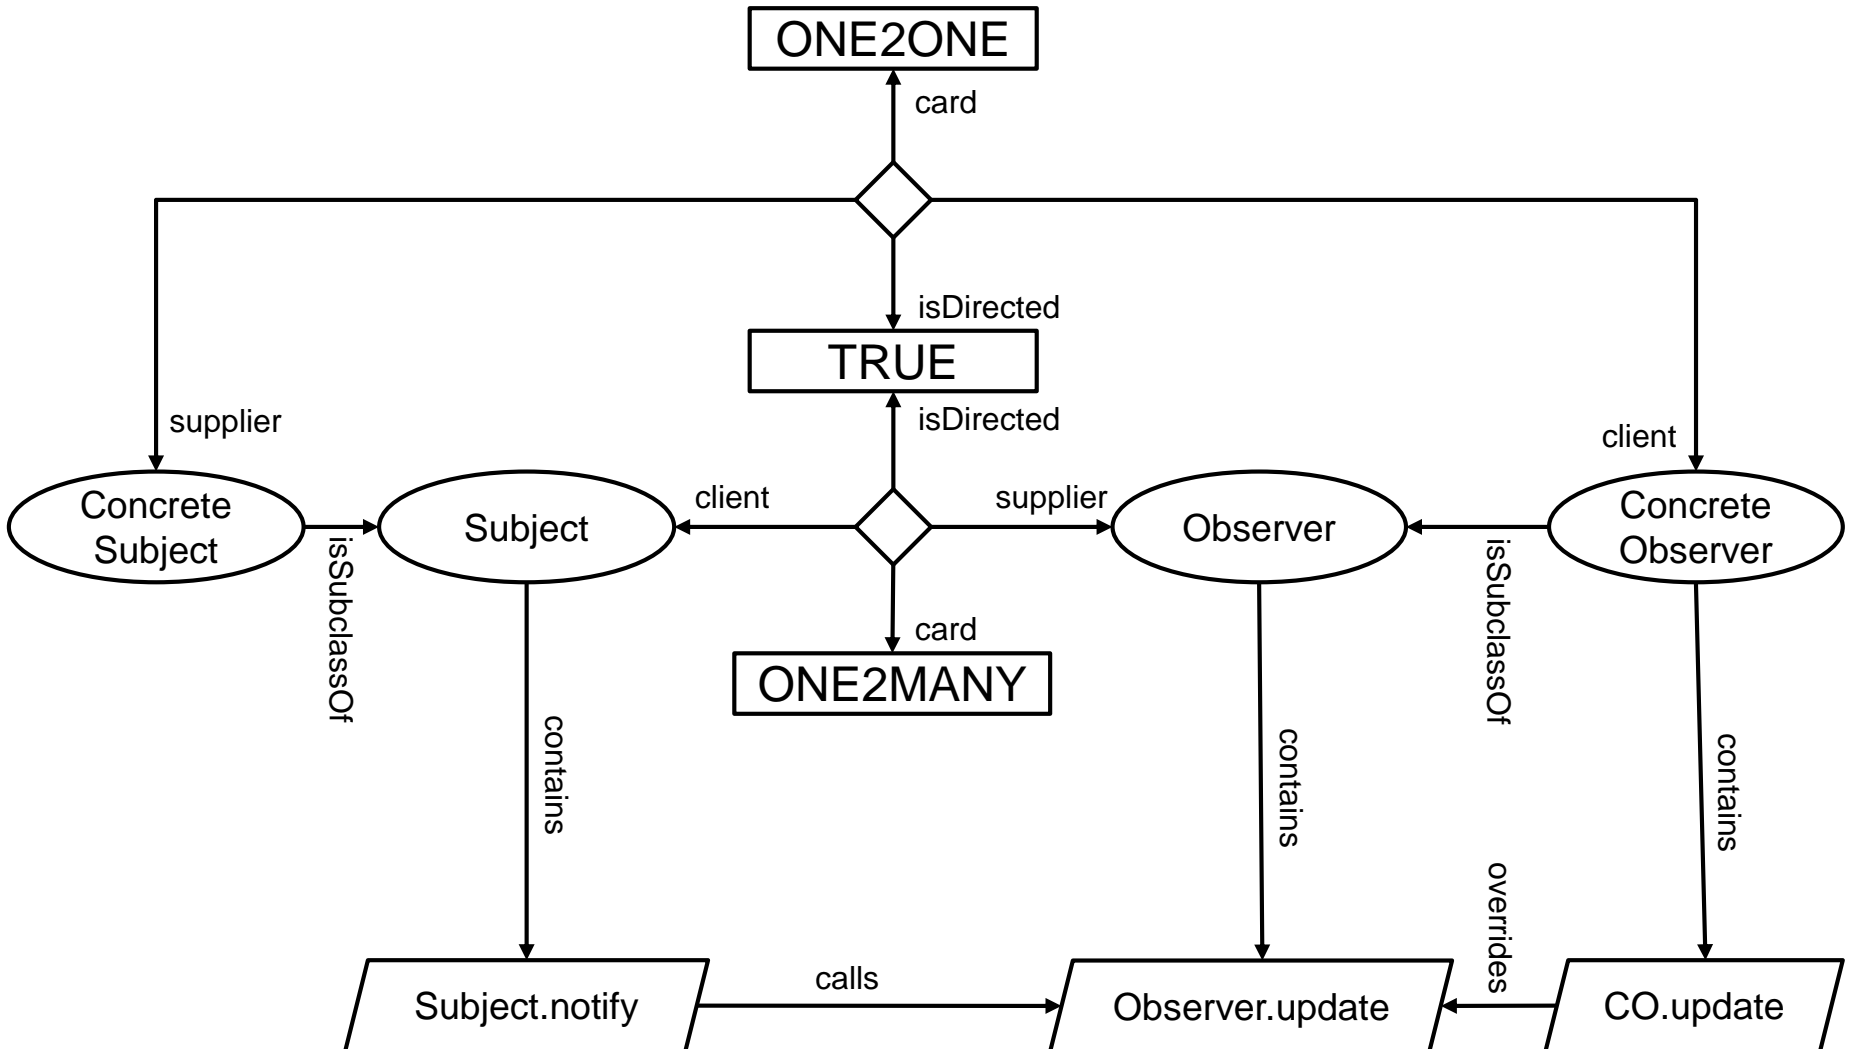 ONE2ONE
card
isDirected
TRUE
isDirected
supplier
client
Concrete
Subject
Subject
client
supplier
Observer
Concrete
Observer
isSubclassOf
isSubclassOf
card
ONE2MANY
contains
contains
contains
overrides
calls
Subject.notify
Observer.update
CO.update